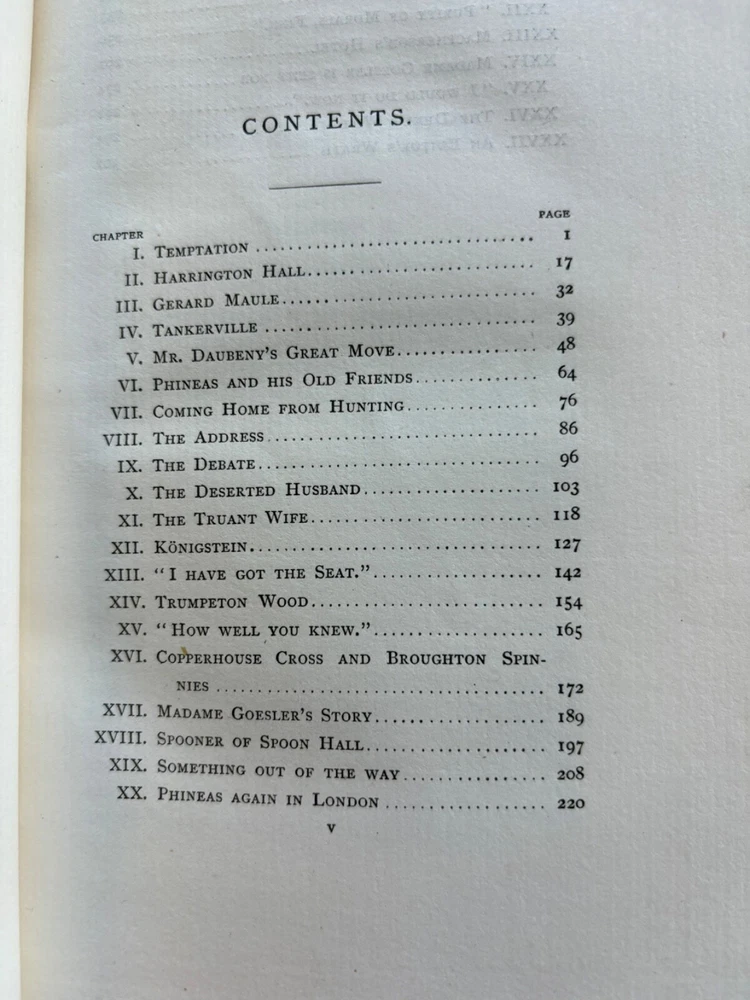 CONTENTS.
CHAPTER PAGE
I. TEMPTATION 1
II. HARRINGTON HALL 17
III. GERARD MAULE 32
IV. TANKERVILLE 39
V. MR. DAUBENY'S GREAT MOVE 48
VI. PHINEAS AND HIS OLD FRIENDS 64
VII. COMING HOME FROM HUNTING 76
VIII. THE ADDRESS 86
IX. THE DEBATE 96
X. THE DESERTED HUSBAND 103
XI. THE TRUANT WIFE 118
XII. KÖNIGSTEIN 127
XIII. "I HAVE GOT THE SEAT." 142
XIV. TRUMPETON WOOD 154
XV. "HOW WELL YOU KNEW." 165
XVI. COPPERHOUSE CROSS AND BROUGHTON SPIN-
NIES 172
XVII. MADAME GOESLER'S STORY 189
XVIII. SPOONER OF SPOON HALL 197
XIX. SOMETHING OUT OF THE WAY 208
XX. PHINEAS AGAIN IN LONDON 220
v